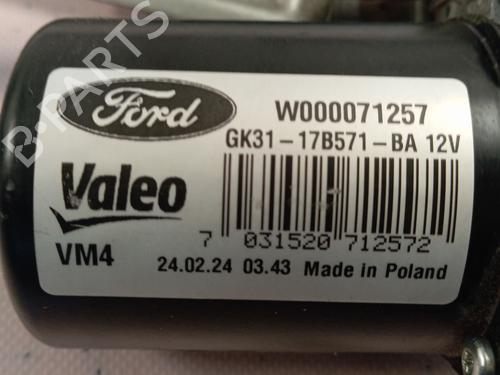 Ford
W000071257
GK31-17B571-BA 12V
Valeo
7 031520 712572
VM4
24.02.24 03.43 Made in Poland
B-PARTS